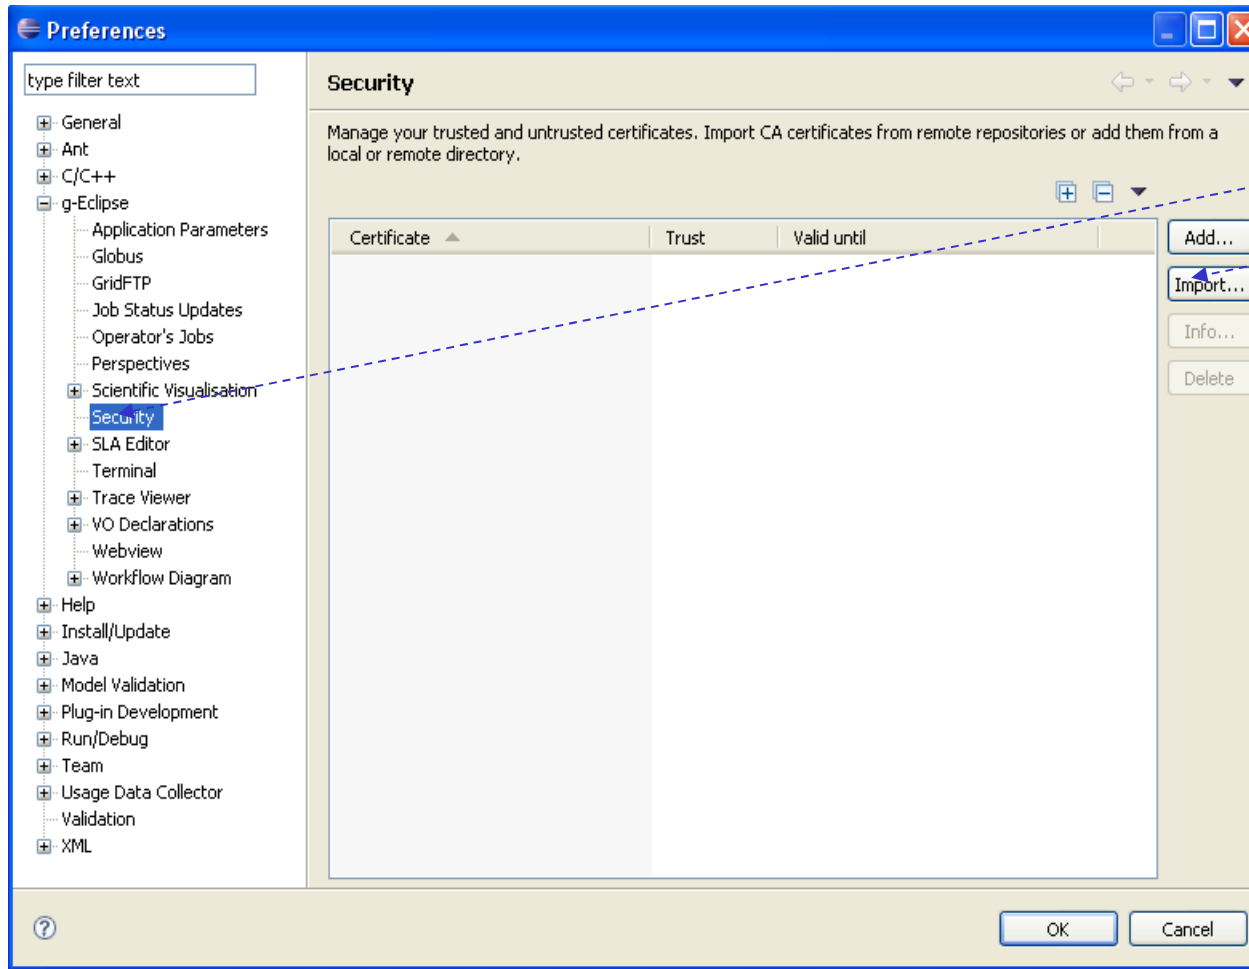 Preferences
type filter text
General
Ant
C/C++
g-Eclipse
Application Parameters
Globus
GridFTP
Job Status Updates
Operator's Jobs
Perspectives
Scientific Visualisation
Security
SLA Editor
Terminal
Trace Viewer
VO Declarations
Webview
Workflow Diagram
Help
Install/Update
Java
Model Validation
Plug-in Development
Run/Debug
Team
Usage Data Collector
Validation
XML
Security
Manage your trusted and untrusted certificates. Import CA certificates from remote repositories or add them from a
local or remote directory.
Certificate Trust Valid until
Add...
Import...
Info...
Delete
OK Cancel